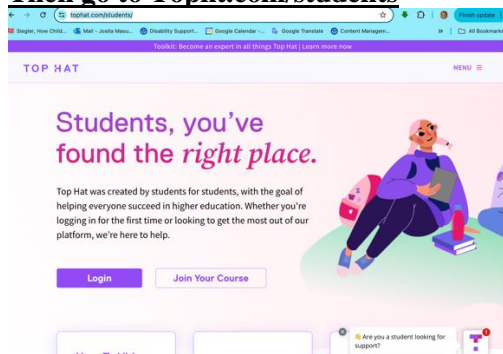 Then go to Tophat.com/students
tophat.com/students/
Finish update
Siegler, How Child...
Mail - Josita Maou...
Disability Support...
Google Calendar -...
Google Translate
Content Managem...
»
All Bookmarks
Toolkit: Become an expert in all things Top Hat | Learn more now
TOP HAT
MENU
Students, you've
found the right place.
Top Hat was created by students for students, with the goal of
helping everyone succeed in higher education. Whether you're
logging in for the first time or looking to get the most out of our
platform, we're here to help.
Login
Join Your Course
👋 Are you a student looking for
support?
1